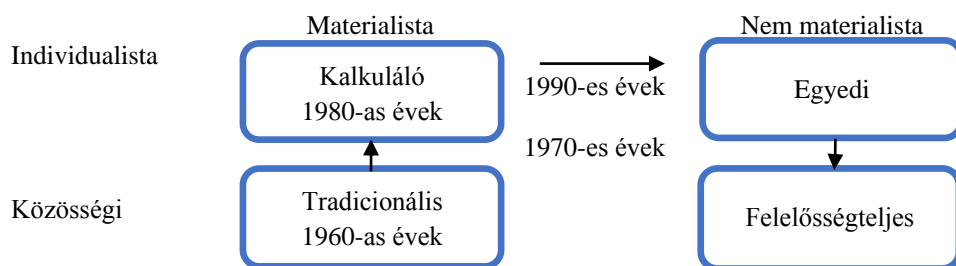 Materialista
Nem materialista
Individualista
Kalkuláló
1980-as évek
1990-es évek
Egyedi
1970-es évek
Közösségi
Tradicionális
1960-as évek
Felelősségteljes